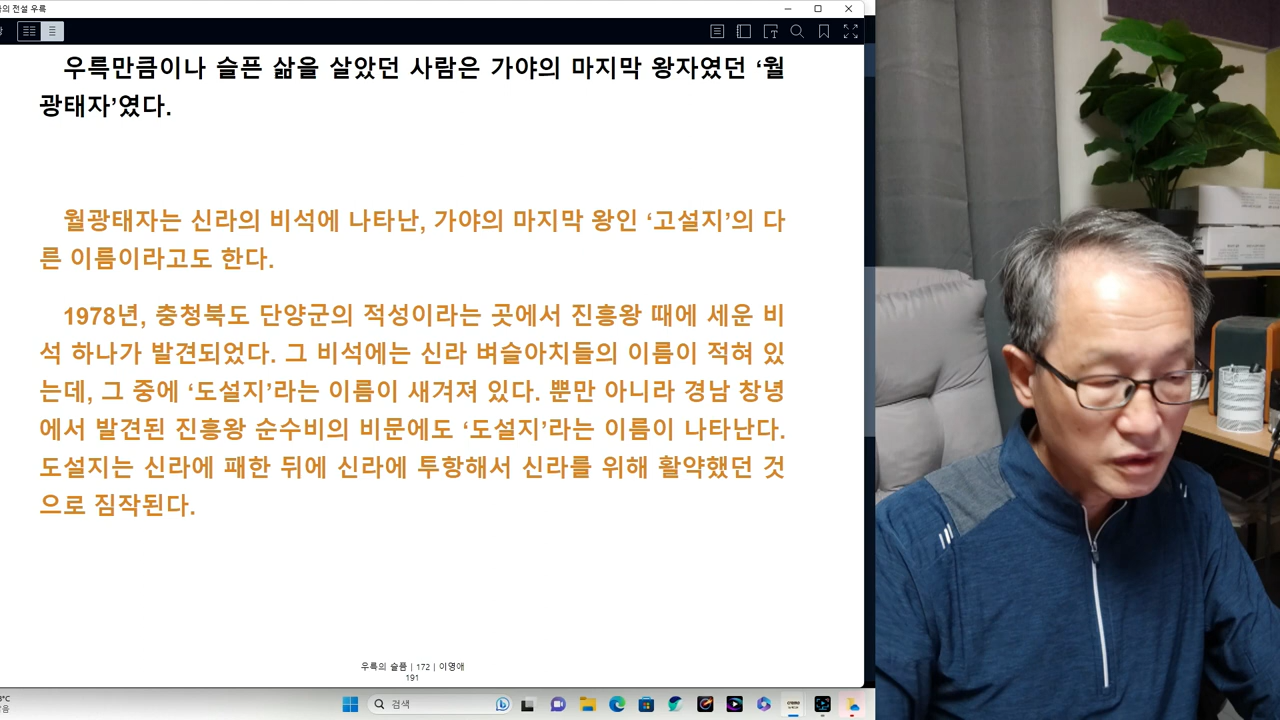 의 전설 우륵
우륵만큼이나 슬픈 삶을 살았던 사람은 가야의 마지막 왕자였던 ‘월
광태자’였다.
월광태자는 신라의 비석에 나타난, 가야의 마지막 왕인 ‘고설지’의 다
른 이름이라고도 한다.
1978년, 충청북도 단양군의 적성이라는 곳에서 진흥왕 때에 세운 비
석 하나가 발견되었다. 그 비석에는 신라 벼슬아치들의 이름이 적혀 있
는데, 그 중에 ‘도설지’라는 이름이 새겨져 있다. 뿐만 아니라 경남 창녕
에서 발견된 진흥왕 순수비의 비문에도 ‘도설지’라는 이름이 나타난다.
도설지는 신라에 패한 뒤에 신라에 투항해서 신라를 위해 활약했던 것
으로 짐작된다.
우륵의 슬픔 | 172 | 이영애
191
검색